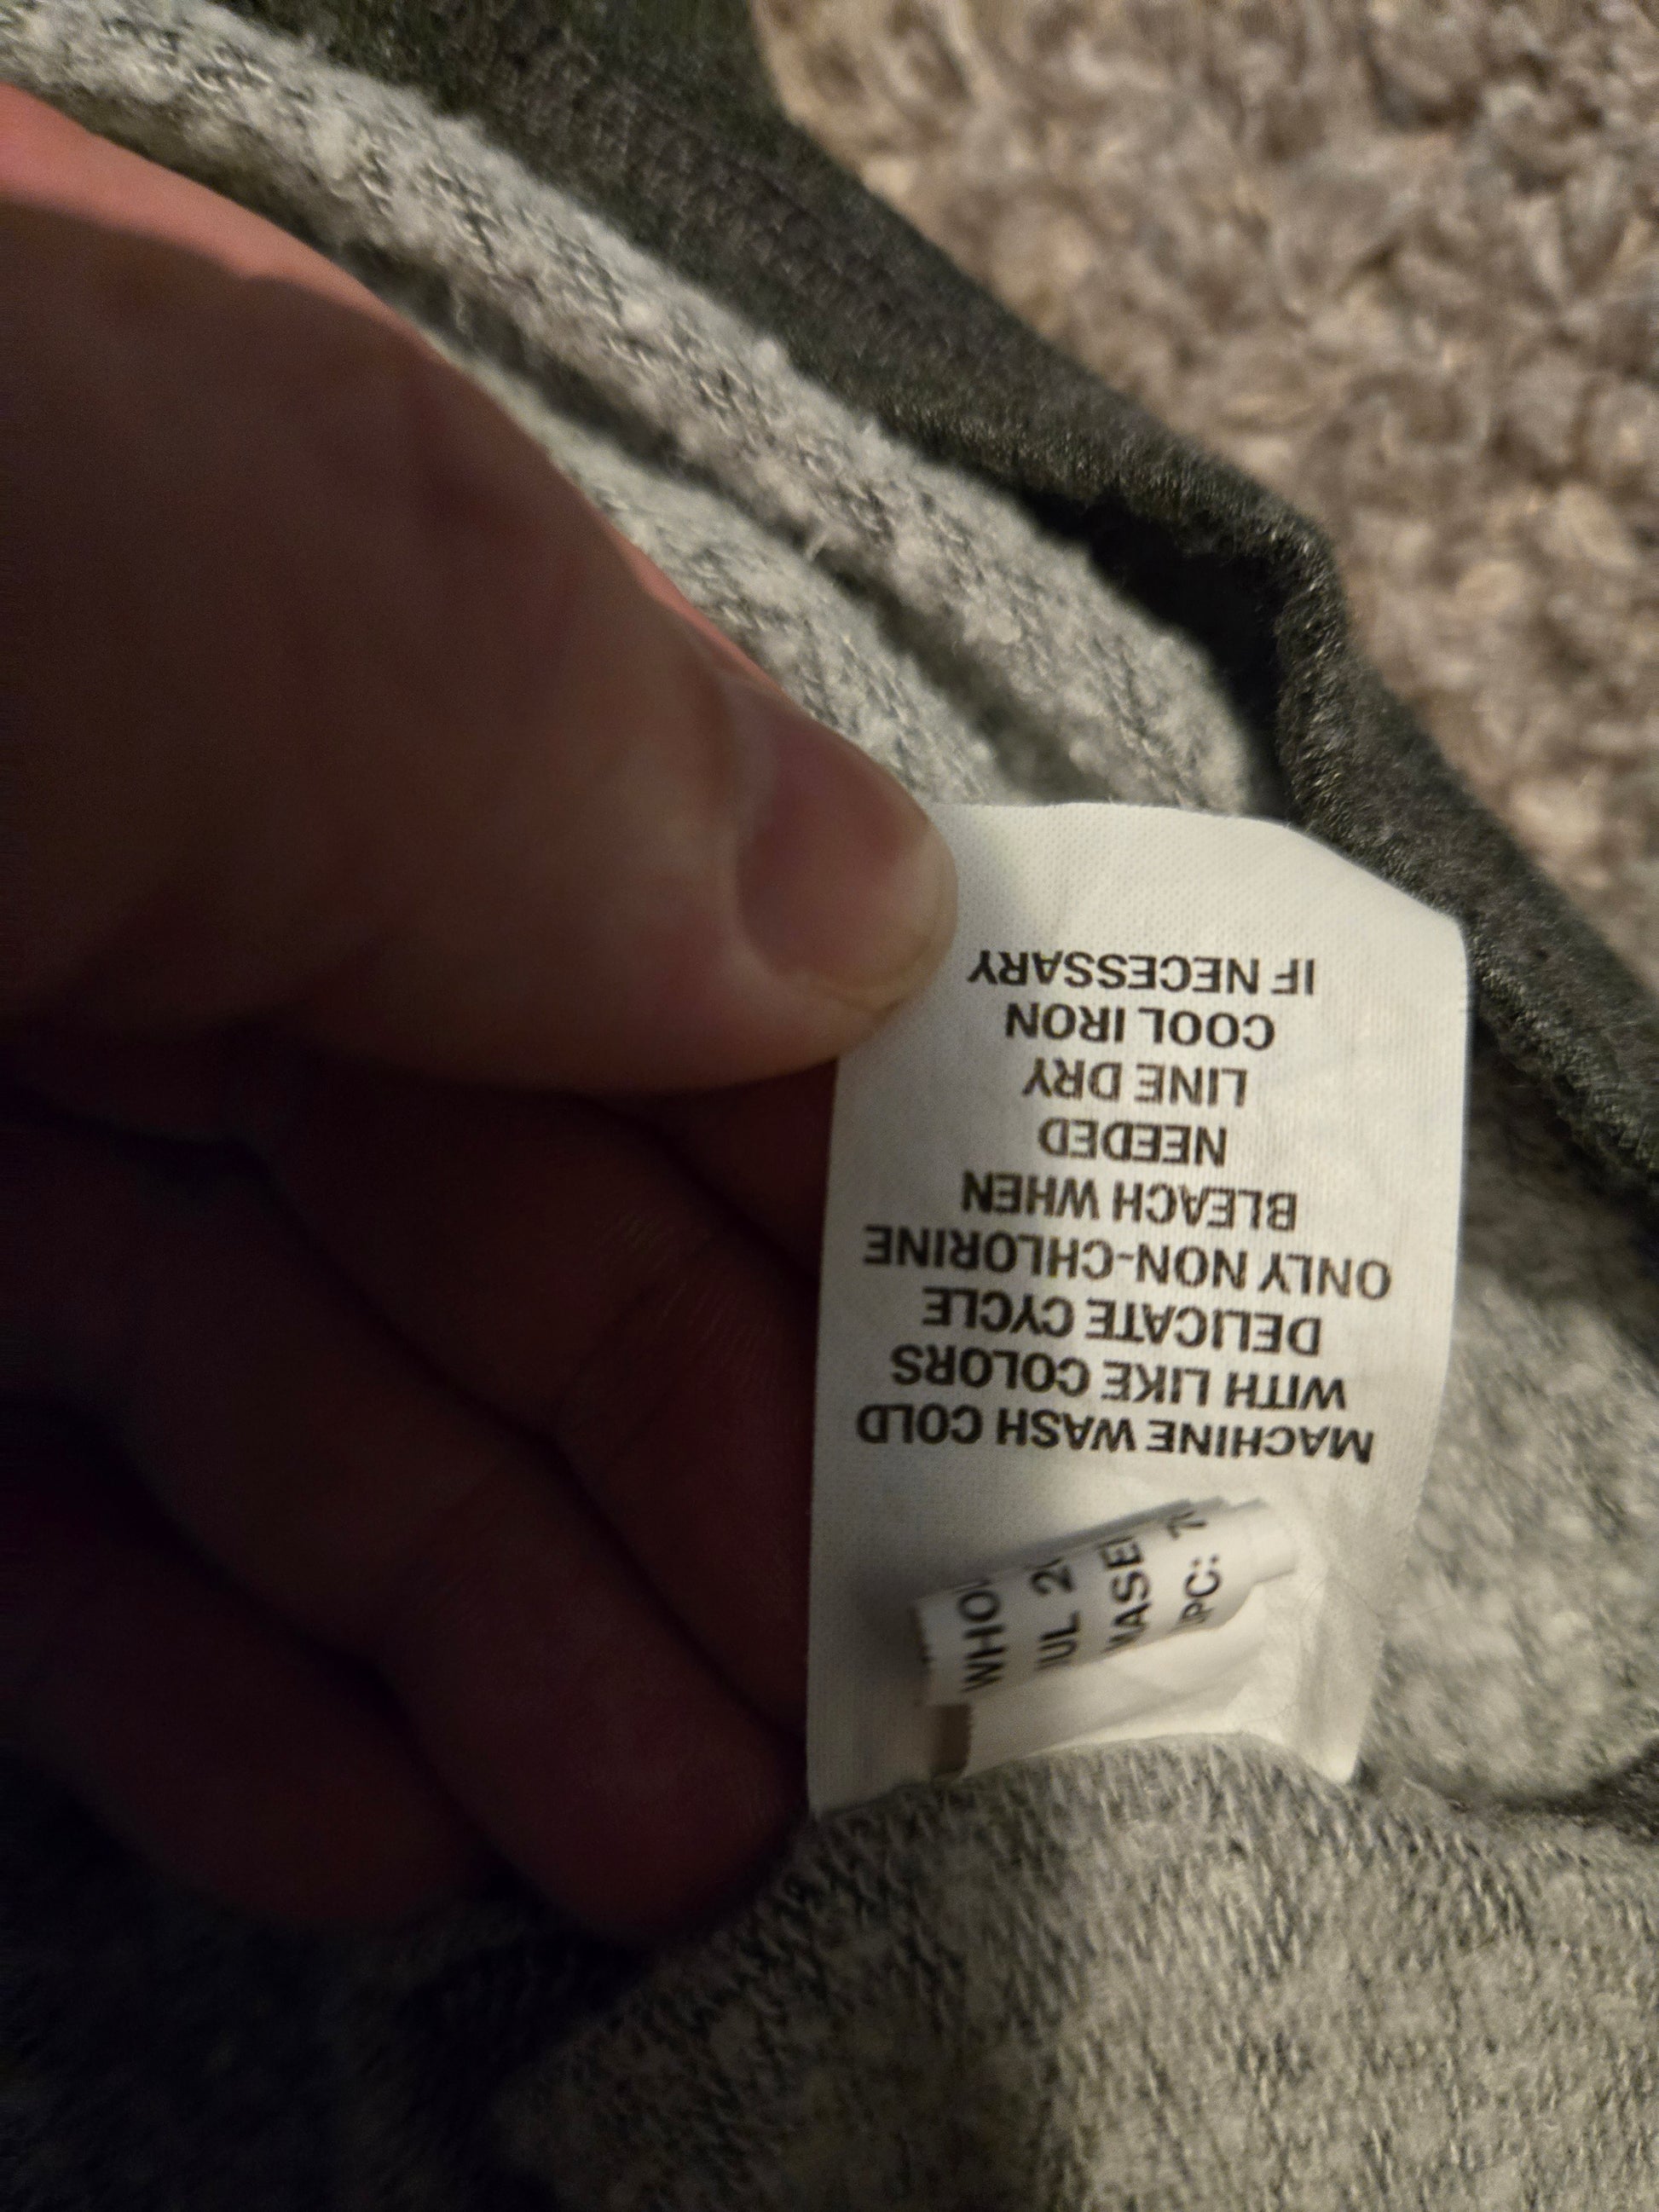 MACHINE WASH COLD
WITH LIKE COLORS
DELICATE CYCLE
ONLY NON-CHLORINE
BLEACH WHEN
NEEDED
LINE DRY
COOL IRON
IF NECESSARY